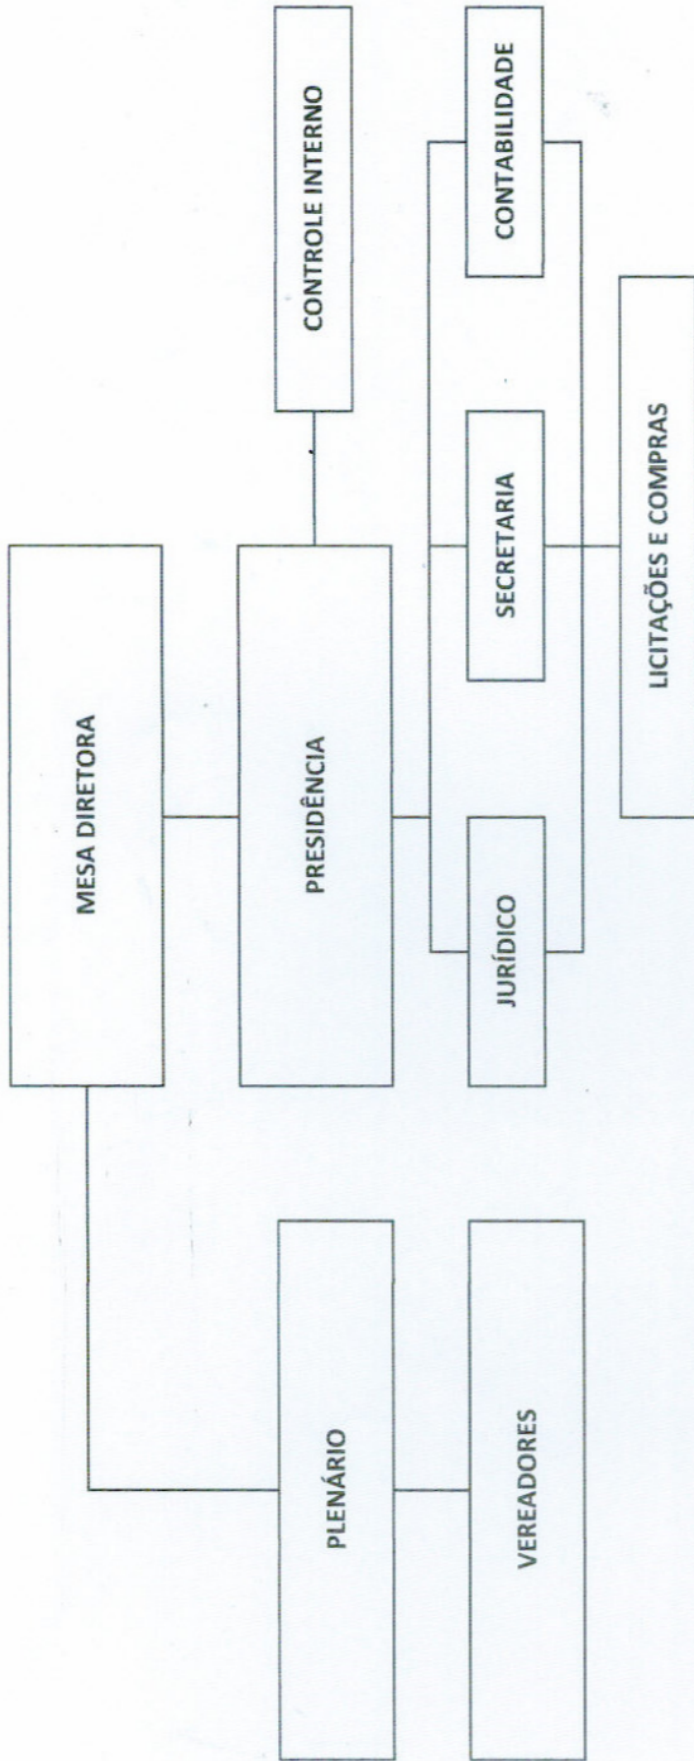 MESA DIRETORA
PLENÁRIO
PRESIDÊNCIA
CONTROLE INTERNO
VEREADORES
JURÍDICO
SECRETARIA
CONTABILIDADE
LICITAÇÕES E COMPRAS